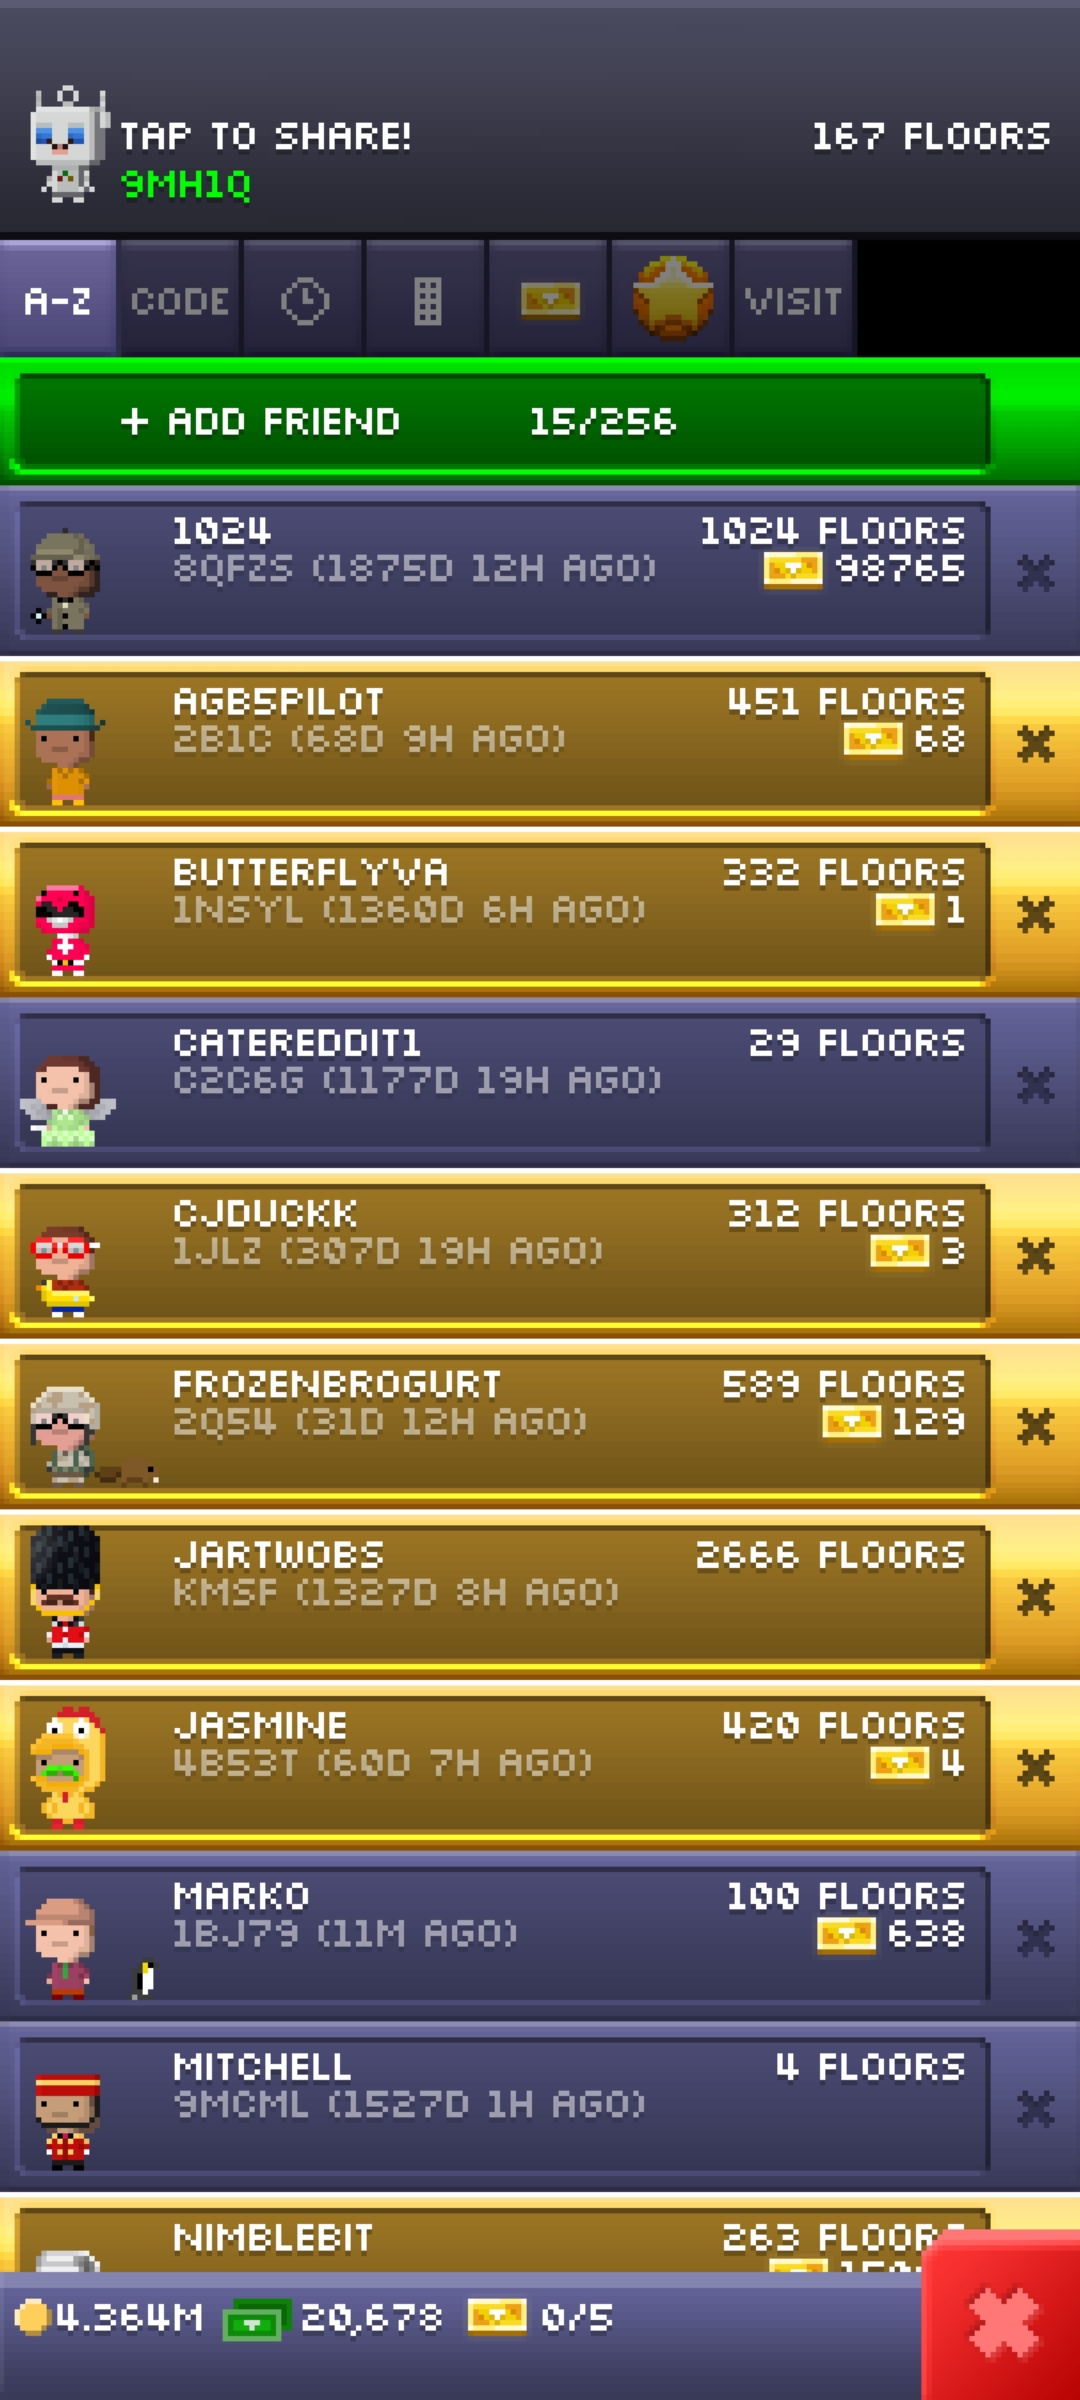 TAP TO SHARE! 167 FLOORS
9MH1Q
A-Z CODE VISIT
+ ADD FRIEND 15/256
1024 1024 FLOORS
8QFZS (1875D 12H AGO) 98765
AGB5PILOT 451 FLOORS
2B1C (68D 9H AGO) 68
BUTTERFLYVA 332 FLOORS
1NSYL (1360D 6H AGO) 1
CATEREDDIT1 29 FLOORS
C2C6G (1177D 19H AGO)
CJDUCKK 312 FLOORS
1JLZ (307D 19H AGO) 3
FROZENBROGURT 589 FLOORS
2Q54 (31D 12H AGO) 129
JARTWOBS 2666 FLOORS
KMSF (1327D 8H AGO)
JASMINE 420 FLOORS
4B53T (60D 7H AGO) 4
MARKO 100 FLOORS
1BJ79 (11M AGO) 638
MITCHELL 4 FLOORS
9MCML (1527D 1H AGO)
NIMBLEBIT 263 FLOORS
4.364M 20,678 0/5